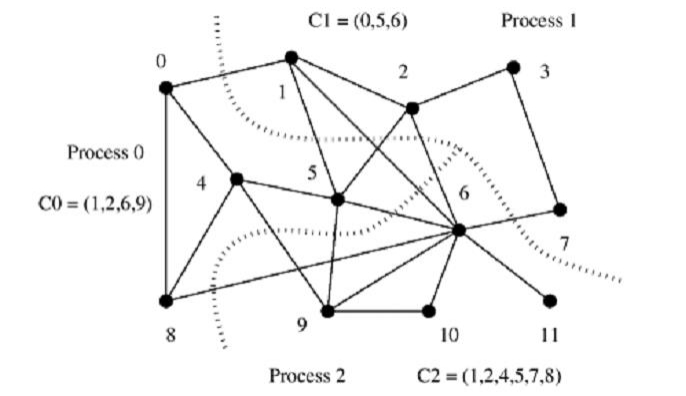 C1 = (0,5,6)
Process 1
0
1
2
3
Process 0
4
5
6
C0 = (1,2,6,9)
7
8
9
10
11
Process 2
C2 = (1,2,4,5,7,8)